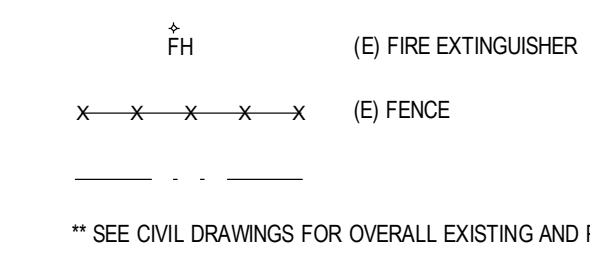 FH (E) FIRE EXTINGUISHER
X X X X X (E) FENCE
** SEE CIVIL DRAWINGS FOR OVERALL EXISTING AND